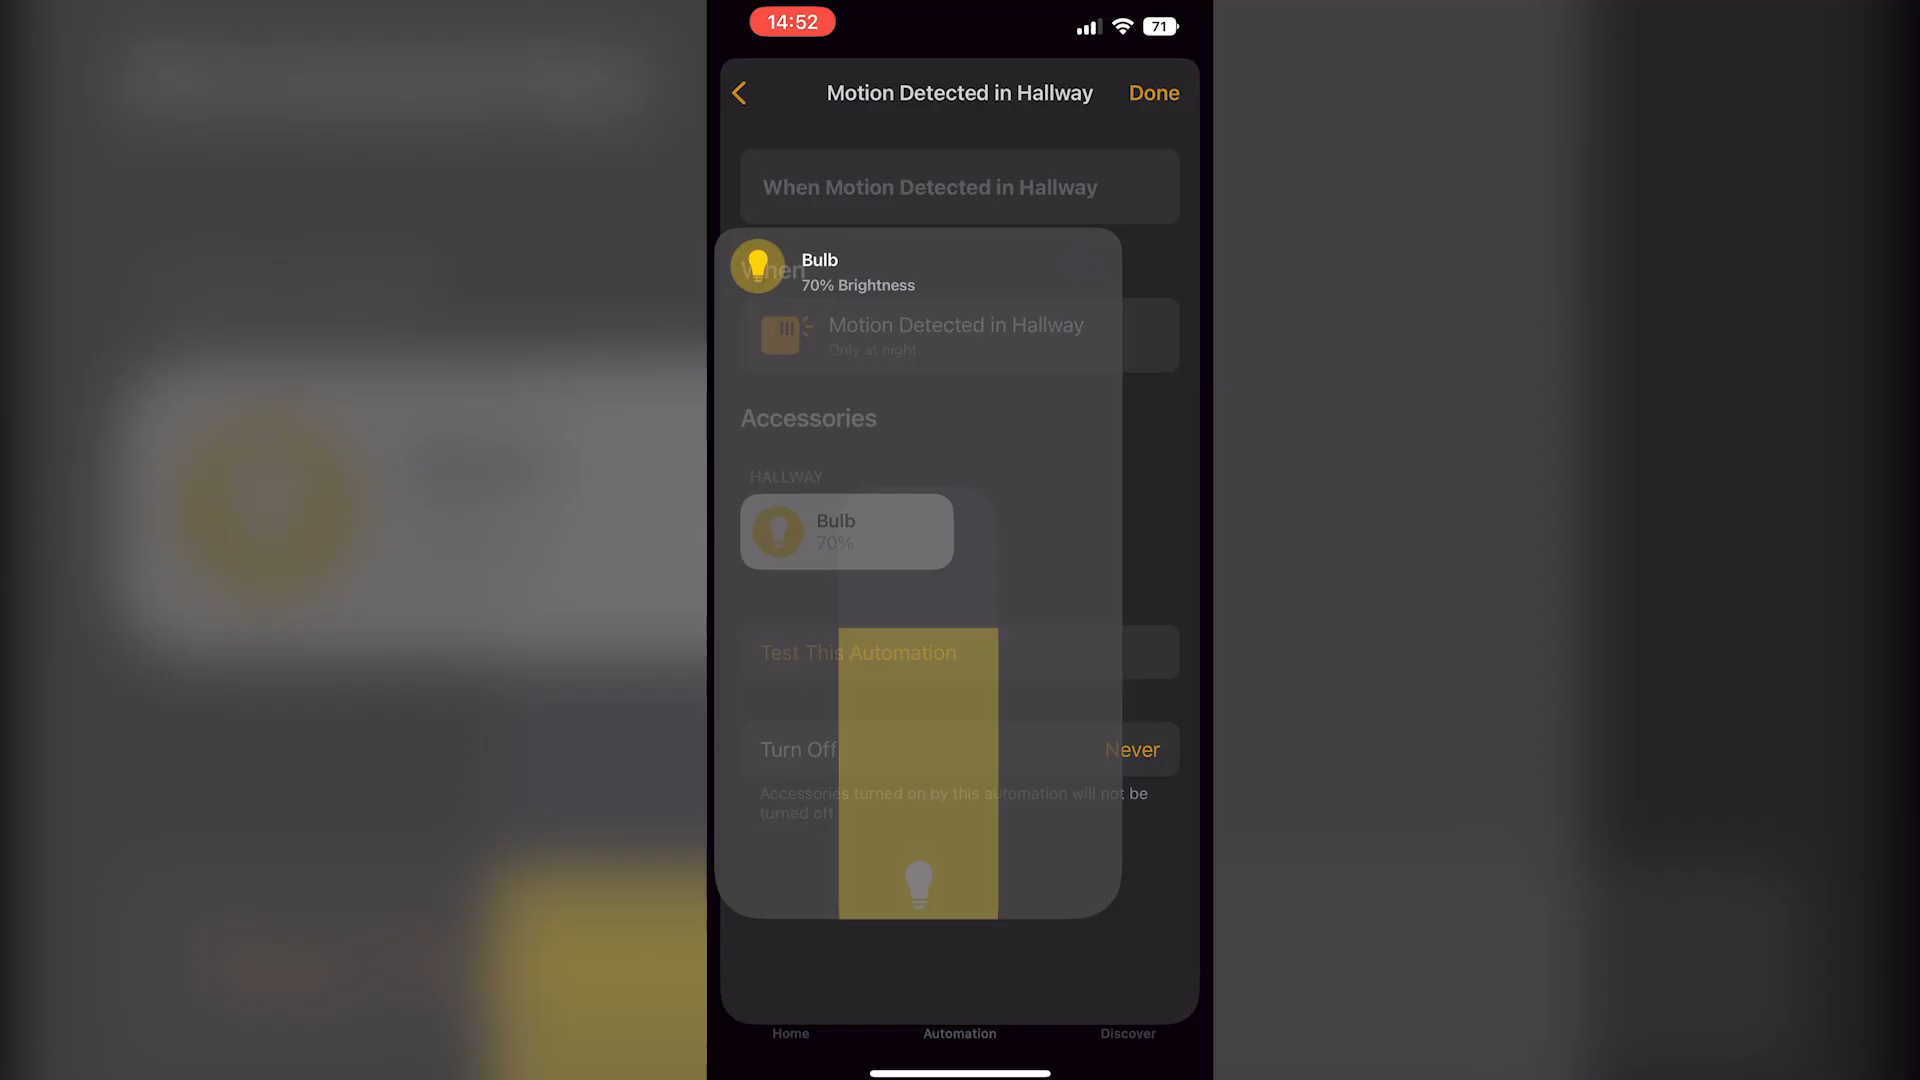 14:52
71
Motion Detected in Hallway
Done
When Motion Detected in Hallway
Bulb
When
70% Brightness
Motion Detected in Hallway
Only at night
Accessories
HALLWAY
Bulb
70%
Test This Automation
Turn Off
Never
Accessories turned on by this automation will not be
turned off.
Home
Automation
Discover